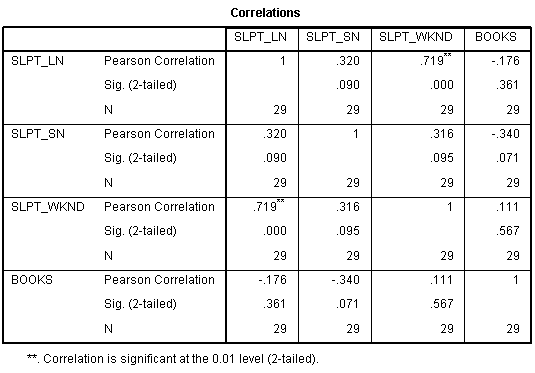 Correlations
SLPT_LN SLPT_SN SLPT_WKND BOOKS
SLPT_LN Pearson Correlation 1 .320 .719** -.176
Sig. (2-tailed) .090 .000 .361
N 29 29 29 29
SLPT_SN Pearson Correlation .320 1 .316 -.340
Sig. (2-tailed) .090 .095 .071
N 29 29 29 29
SLPT_WKND Pearson Correlation .719** .316 1 .111
Sig. (2-tailed) .000 .095 .567
N 29 29 29 29
BOOKS Pearson Correlation -.176 -.340 .111 1
Sig. (2-tailed) .361 .071 .567
N 29 29 29 29
**. Correlation is significant at the 0.01 level (2-tailed).